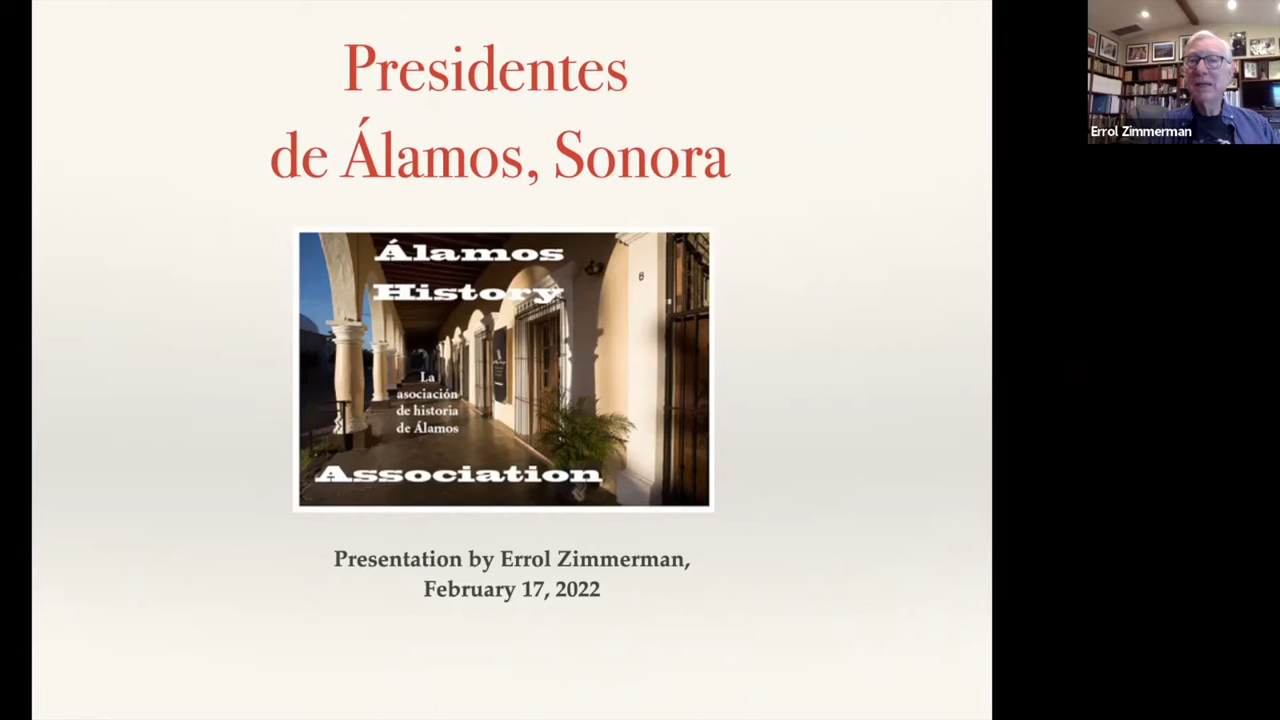 Presidentes
de Álamos, Sonora
Álamos
History
8
La
asociación
de historia
de Álamos
Association
Presentation by Errol Zimmerman,
February 17, 2022
Errol Zimmerman